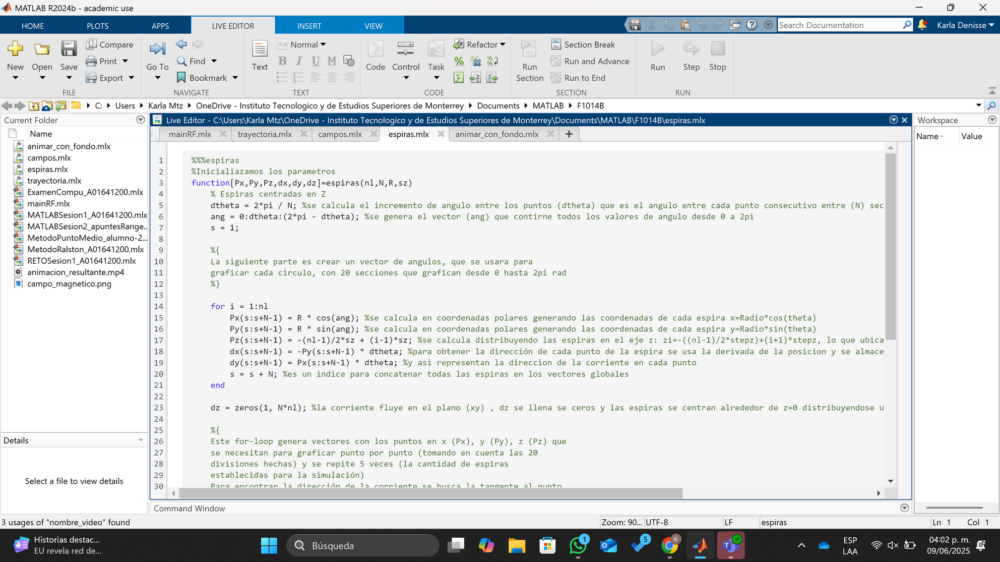 MATLAB R2024b - academic use
HOME PLOTS APPS LIVE EDITOR INSERT VIEW
Search Documentation
Karla Denisse
New Open Save Compare Print Export
Go To Find Bookmark
Text Aa Normal B I U M
Code Control Task Refactor
Run Section Section Break Run and Advance Run to End
Run Step Stop
FILE NAVIGATE TEXT CODE SECTION RUN
C: Users Karla Mtz OneDrive - Instituto Tecnologico y de Estudios Superiores de Monterrey Documents MATLAB F1014B
Current Folder
Name
animar_con_fondo.mlx
campos.mlx
espiras.mlx
trayectoria.mlx
ExamenCompu_A01641200.mlx
mainRF.mlx
MATLABSesion1_A01641200.mlx
MATLABSesion2_apuntesRange...
MetodoPuntoMedio_alumno-2...
MetodoRalston_A01641200.mlx
RETOSesion1_A01641200.mlx
animacion_resultante.mp4
campo_magnetico.png
Details
Select a file to view details
Live Editor - C:\Users\Karla Mtz\OneDrive - Instituto Tecnologico y de Estudios Superiores de Monterrey\Documents\MATLAB\F1014B\espiras.mlx
mainRF.mlx trayectoria.mlx campos.mlx espiras.mlx animar_con_fondo.mlx +
1 %%%espiras
2 %Inicialiazamos los parametros
3 function[Px,Py,Pz,dx,dy,dz]=espiras(nl,N,R,sz)
4 % Espiras centradas en Z
5 dtheta = 2*pi / N; %se calcula el incremento de angulo entre los puntos (dtheta) que es el angulo entre cada punto consecutivo entre (N) sec
6 ang = 0:dtheta:(2*pi - dtheta); %se genera el vector (ang) que contirne todos los valores de angulo desde 0 a 2pi
7 s = 1;
8
9 %{
10 La siguiente parte es crear un vector de angulos, que se usara para
11 graficar cada circulo, con 20 secciones que grafican desde 0 hasta 2pi rad
12 %}
13
14 for i = 1:nl
15 Px(s:s+N-1) = R * cos(ang); %se calcula en coordenadas polares generando las coordenadas de cada espira x=Radio*cos(theta)
16 Py(s:s+N-1) = R * sin(ang); %se calcula en coordenadas polares generando las coordenadas de cada espira y=Radio*sin(theta)
17 Pz(s:s+N-1) = -(nl-1)/2*sz + (i-1)*sz; %se calcula distribuyendo las espiras en el eje z: zi=-((nl-1)/2*stepz)+(i+1)*stepz, lo que ubica
18 dx(s:s+N-1) = -Py(s:s+N-1) * dtheta; %para obtener la dirección de cada punto de la espira se usa la derivada de la posicion y se almace
19 dy(s:s+N-1) = Px(s:s+N-1) * dtheta; %y asi representan la direccion de la corriente en cada punto
20 s = s + N; %es un indice para concatenar todas las espiras en los vectores globales
21 end
22
23 dz = zeros(1, N*nl); %la corriente fluye en el plano (xy) , dz se llena se ceros y las espiras se centran alrededor de z=0 distribuyendose u
24
25 %{
26 Este for-loop genera vectores con los puntos en x (Px), y (Py), z (Pz) que
27 se necesitan para graficar punto por punto (tomando en cuenta las 20
28 divisiones hechas) y se repite 5 veces (la cantidad de espiras
29 establecidas para la simulación)
30 Para encontrar la dirección de la corriente se busca la tangente al punto
Command Window
Workspace
Name Value
3 usages of "nombre_video" found
Zoom: 90... UTF-8 LF espiras Ln 1 Col 1
Historias destac...
EU revela red de...
Búsqueda
1
5
K
T
ESP
LAA
04:02 p. m.
09/06/2025